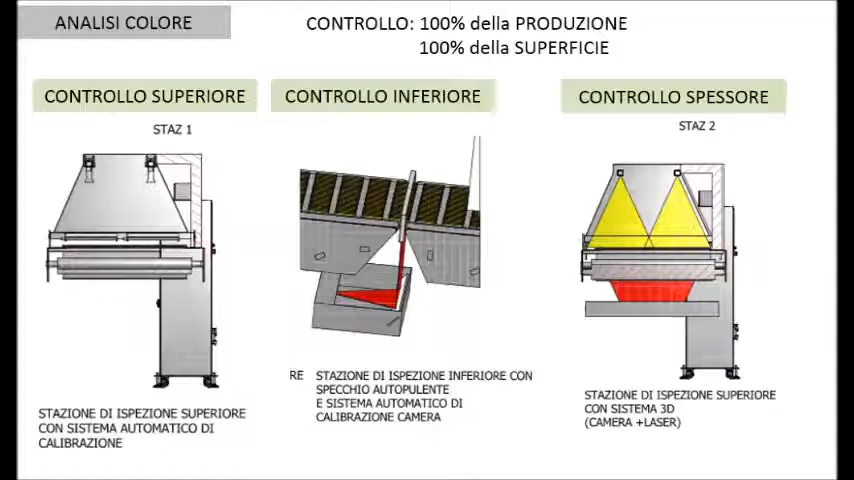 ANALISI COLORE
CONTROLLO: 100% della PRODUZIONE
100% della SUPERFICIE
CONTROLLO SUPERIORE
CONTROLLO INFERIORE
CONTROLLO SPESSORE
STAZ 1
STAZ 2
RE
STAZIONE DI ISPEZIONE INFERIORE CON
SPECCHIO AUTOPULENTE
E SISTEMA AUTOMATICO DI
CALIBRAZIONE CAMERA
STAZIONE DI ISPEZIONE SUPERIORE
CON SISTEMA 3D
(CAMERA +LASER)
STAZIONE DI ISPEZIONE SUPERIORE
CON SISTEMA AUTOMATICO DI
CALIBRAZIONE